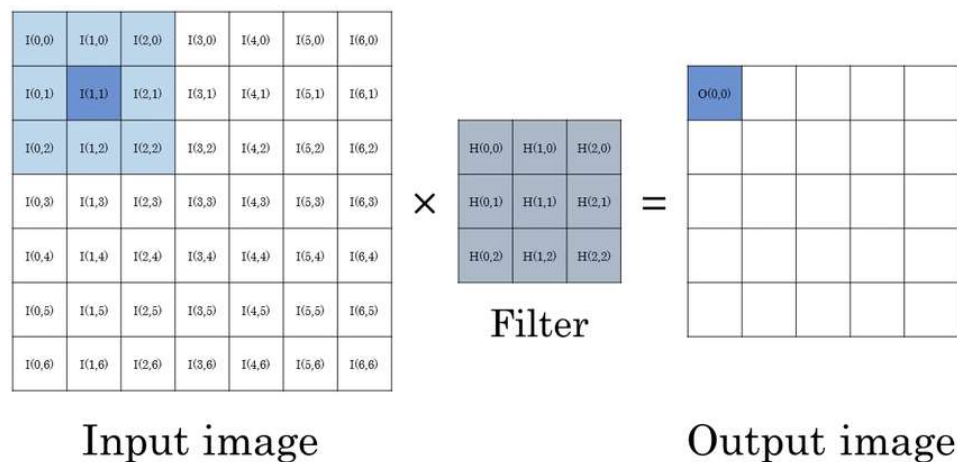 I(0,0) I(1,0) I(2,0) I(3,0) I(4,0) I(5,0) I(6,0)
I(0,1) I(1,1) I(2,1) I(3,1) I(4,1) I(5,1) I(6,1)
I(0,2) I(1,2) I(2,2) I(3,2) I(4,2) I(5,2) I(6,2)
I(0,3) I(1,3) I(2,3) I(3,3) I(4,3) I(5,3) I(6,3)
I(0,4) I(1,4) I(2,4) I(3,4) I(4,4) I(5,4) I(6,4)
I(0,5) I(1,5) I(2,5) I(3,5) I(4,5) I(5,5) I(6,5)
I(0,6) I(1,6) I(2,6) I(3,6) I(4,6) I(5,6) I(6,6)
Input image
×
H(0,0) H(1,0) H(2,0)
H(0,1) H(1,1) H(2,1)
H(0,2) H(1,2) H(2,2)
Filter
=
O(0,0)
Output image